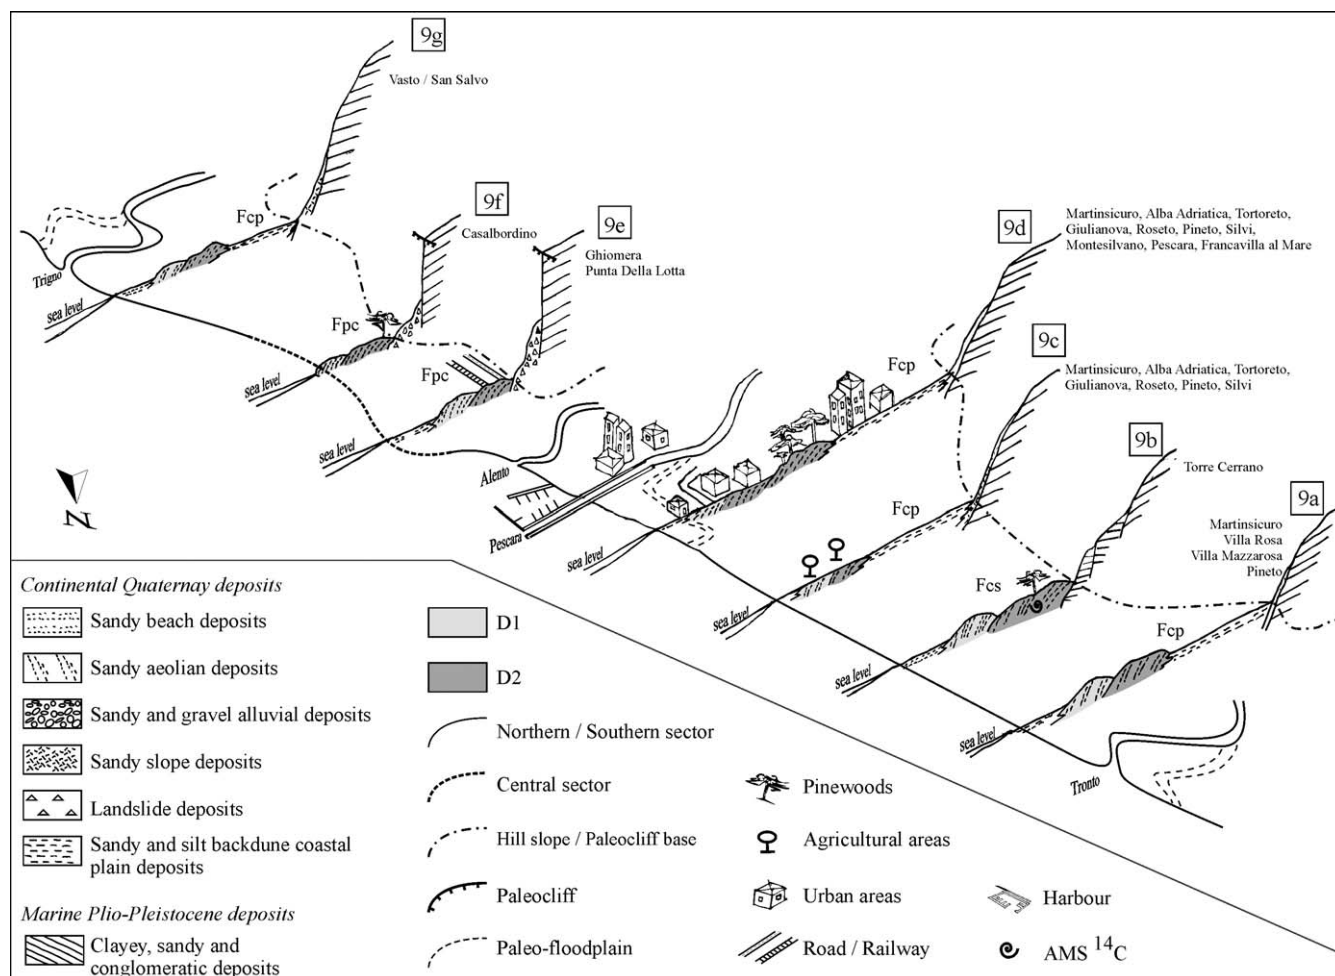 9g
Vasto / San Salvo
Fcp
Trigno
sea level
9f
Casalbordino
Fpc
sea level
9e
Ghiomera
Punta Della Lotta
Fpc
sea level
Alento
Pescara
N
9d
Martinsicuro, Alba Adriatica, Tortoreto,
Giulianova, Roseto, Pineto, Silvi,
Montesilvano, Pescara, Francavilla al Mare
Fcp
sea level
9c
Martinsicuro, Alba Adriatica, Tortoreto,
Giulianova, Roseto, Pineto, Silvi
Fcp
sea level
9b
Torre Cerrano
Fcs
sea level
9a
Martinsicuro
Villa Rosa
Villa Mazzarosa
Pineto
Fcp
sea level
Tronto
Continental Quaternay deposits
Sandy beach deposits
Sandy aeolian deposits
Sandy and gravel alluvial deposits
Sandy slope deposits
Landslide deposits
Sandy and silt backdune coastal
plain deposits
Marine Plio-Pleistocene deposits
Clayey, sandy and
conglomeratic deposits
D1
D2
Northern / Southern sector
Central sector
Hill slope / Paleocliff base
Paleocliff
Paleo-floodplain
Pinewoods
Agricultural areas
Urban areas
Road / Railway
Harbour
AMS 14C